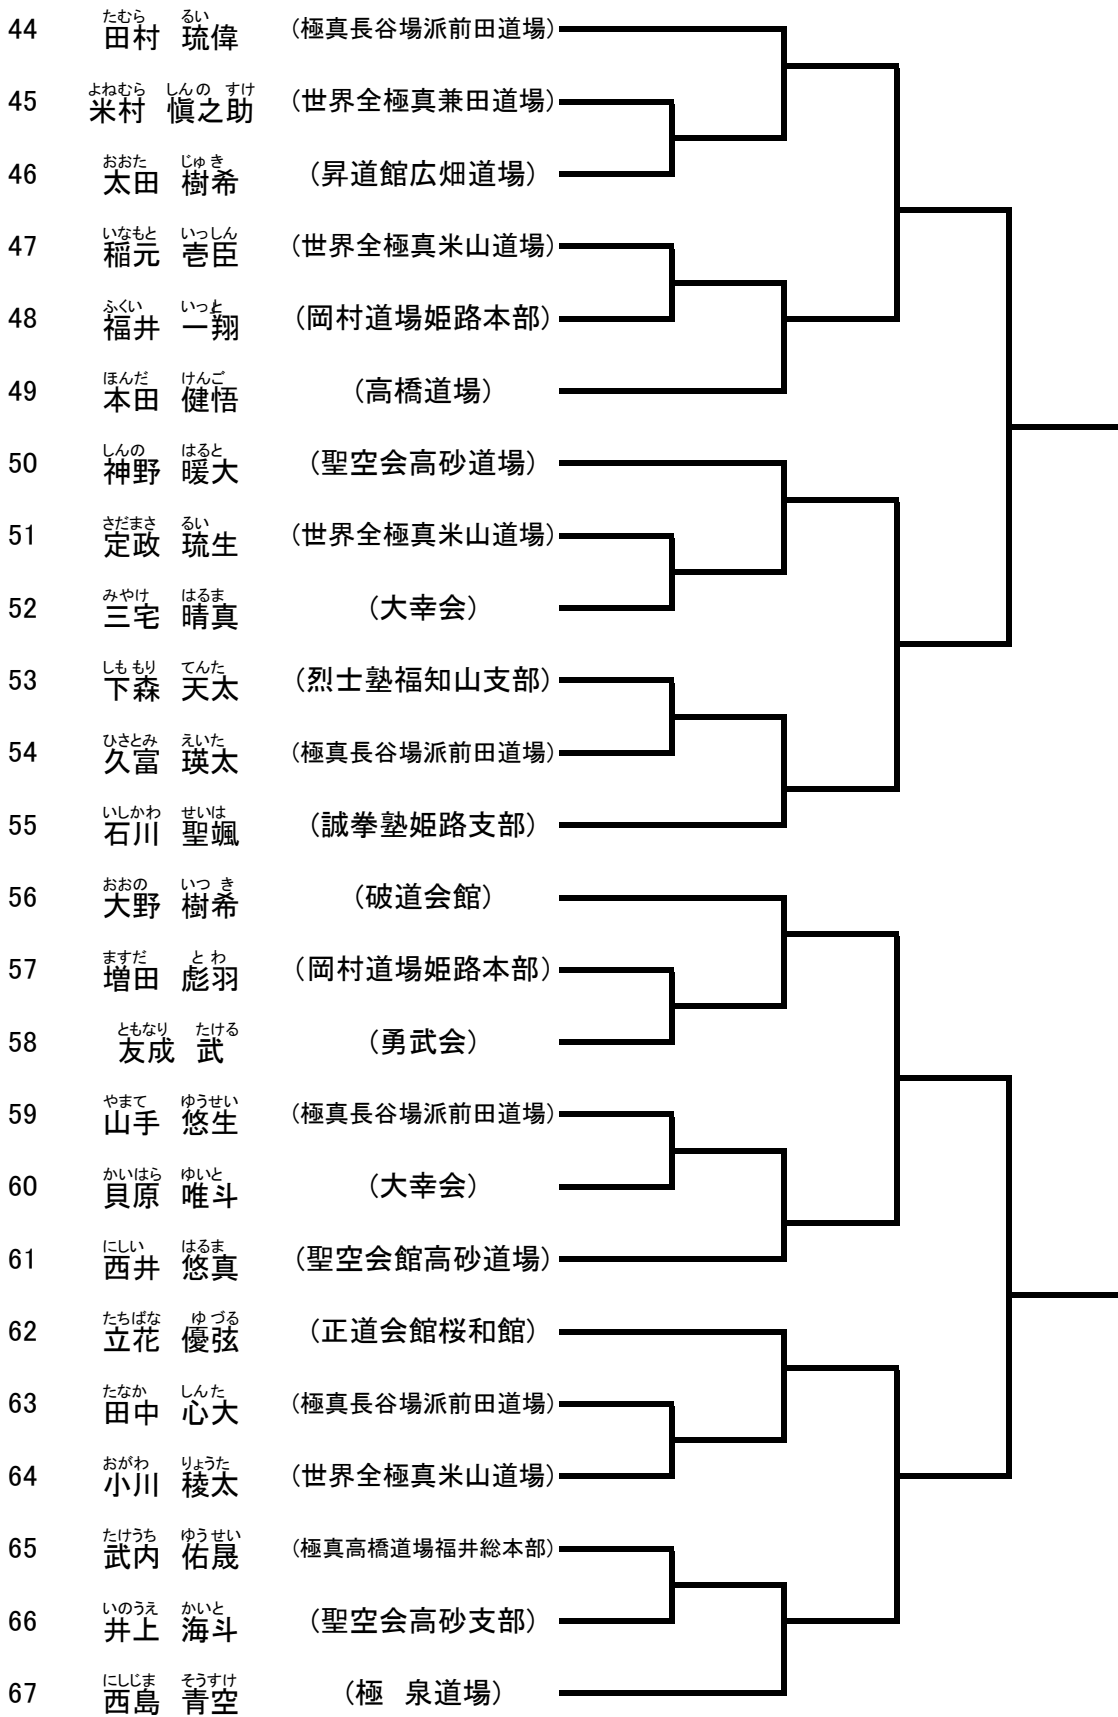 たむら るい
44 田村 琉偉 (極真長谷場派前田道場)
よねむら しんの すけ
45 米村 愼之助 (世界全極真兼田道場)
おおた じゅき
46 太田 樹希 (昇道館広畑道場)
いなもと いっしん
47 稲元 壱臣 (世界全極真米山道場)
ふくい いっと
48 福井 一翔 (岡村道場姫路本部)
ほんだ けんご
49 本田 健悟 (高橋道場)
しんの はると
50 神野 暖大 (聖空会高砂道場)
さだまさ るい
51 定政 琉生 (世界全極真米山道場)
みやけ はるま
52 三宅 晴真 (大幸会)
しももり てんた
53 下森 天太 (烈士塾福知山支部)
ひさとみ えいた
54 久富 瑛太 (極真長谷場派前田道場)
いしかわ せいは
55 石川 聖颯 (誠拳塾姫路支部)
おおの いつ き
56 大野 樹希 (破道会館)
ますだ とわ
57 増田 彪羽 (岡村道場姫路本部)
ともなり たける
58 友成 武 (勇武会)
やまて ゆうせい
59 山手 悠生 (極真長谷場派前田道場)
かいはら ゆいと
60 貝原 唯斗 (大幸会)
にしい はるま
61 西井 悠真 (聖空会館高砂道場)
たちばな ゆづる
62 立花 優弦 (正道会館桜和館)
たなか しんた
63 田中 心大 (極真長谷場派前田道場)
おがわ りょうた
64 小川 稜太 (世界全極真米山道場)
たけうち ゆうせい
65 武内 佑晟 (極真高橋道場福井総本部)
いのうえ かいと
66 井上 海斗 (聖空会高砂支部)
にしじま そうすけ
67 西島 青空 (極 泉道場)